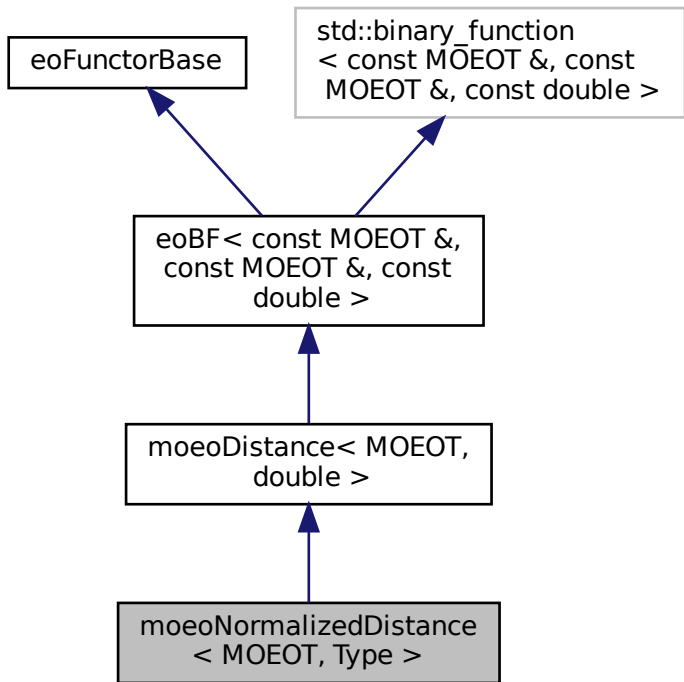 eoFunctorBase
std::binary_function
< const MOEOT &, const
MOEOT &, const double >
eoBF< const MOEOT &,
const MOEOT &, const
double >
moeoDistance< MOEOT,
double >
moeoNormalizedDistance
< MOEOT, Type >